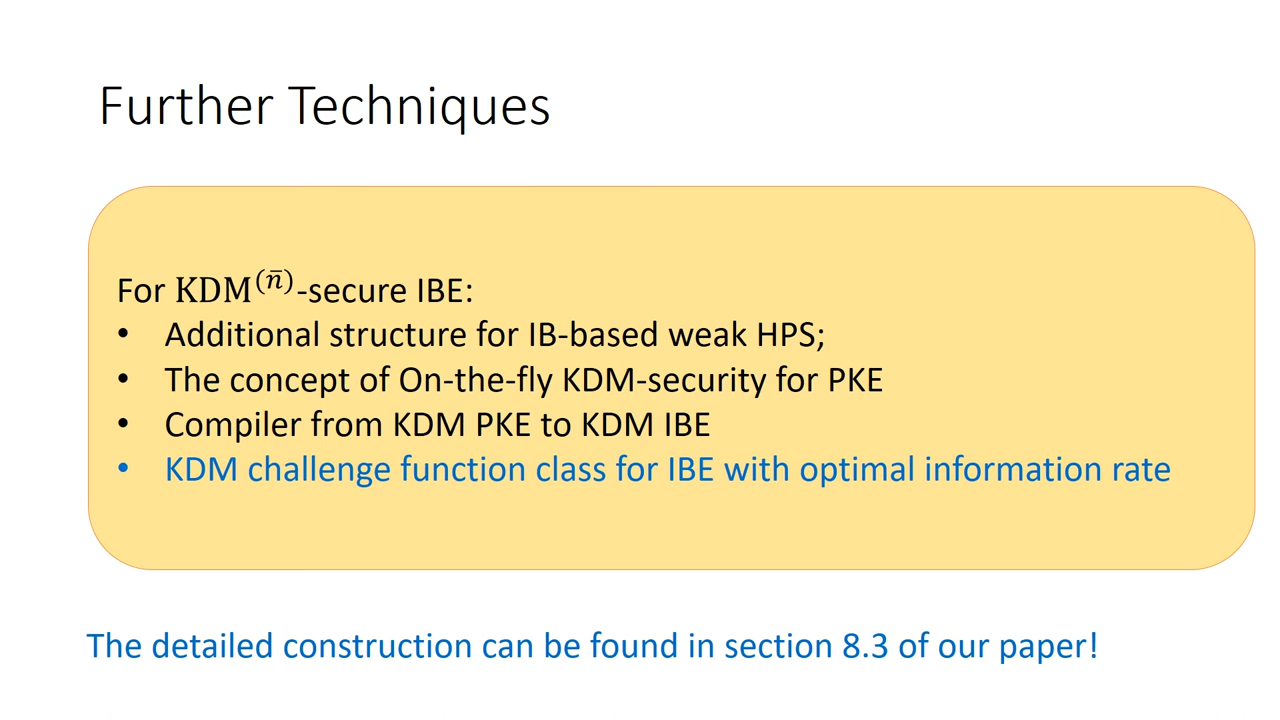 Further Techniques
For KDM⁽ⁿ̄⁾-secure IBE:
• Additional structure for IB-based weak HPS;
• The concept of On-the-fly KDM-security for PKE
• Compiler from KDM PKE to KDM IBE
• KDM challenge function class for IBE with optimal information rate
The detailed construction can be found in section 8.3 of our paper!